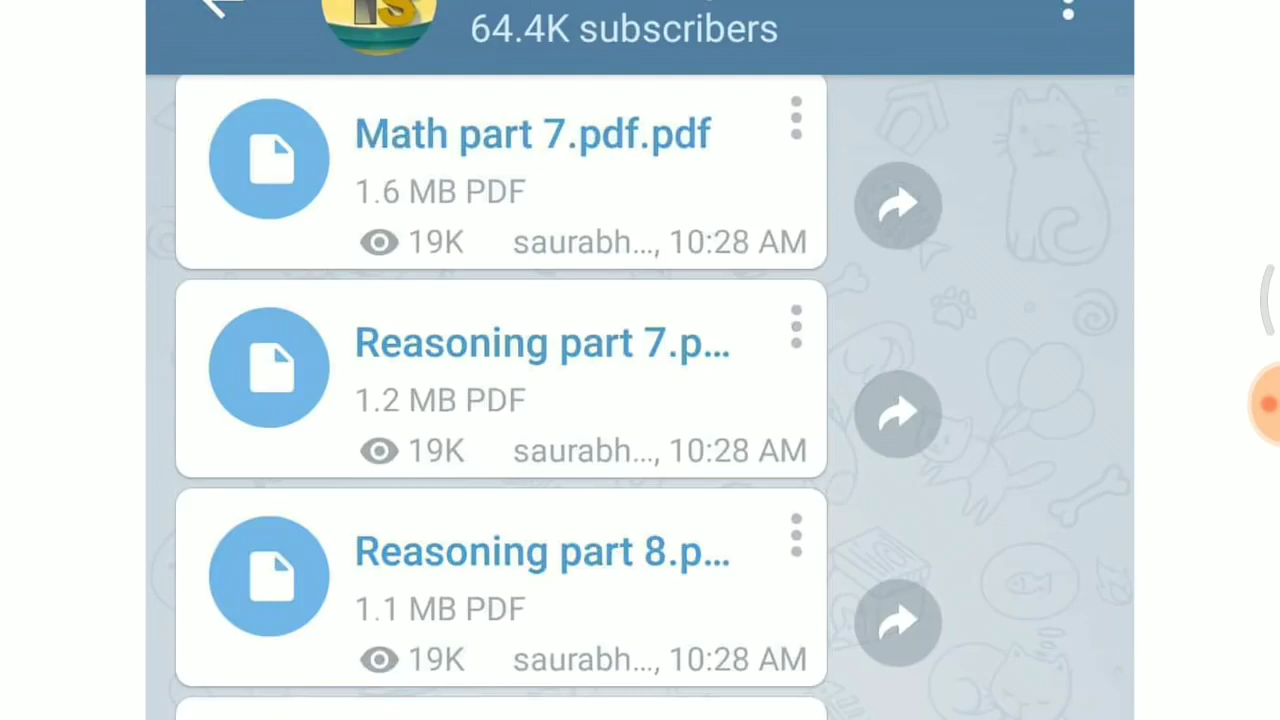 TS
64.4K subscribers
Math part 7.pdf.pdf
1.6 MB PDF
19K saurabh..., 10:28 AM
Reasoning part 7.p...
1.2 MB PDF
19K saurabh..., 10:28 AM
Reasoning part 8.p...
1.1 MB PDF
19K saurabh..., 10:28 AM